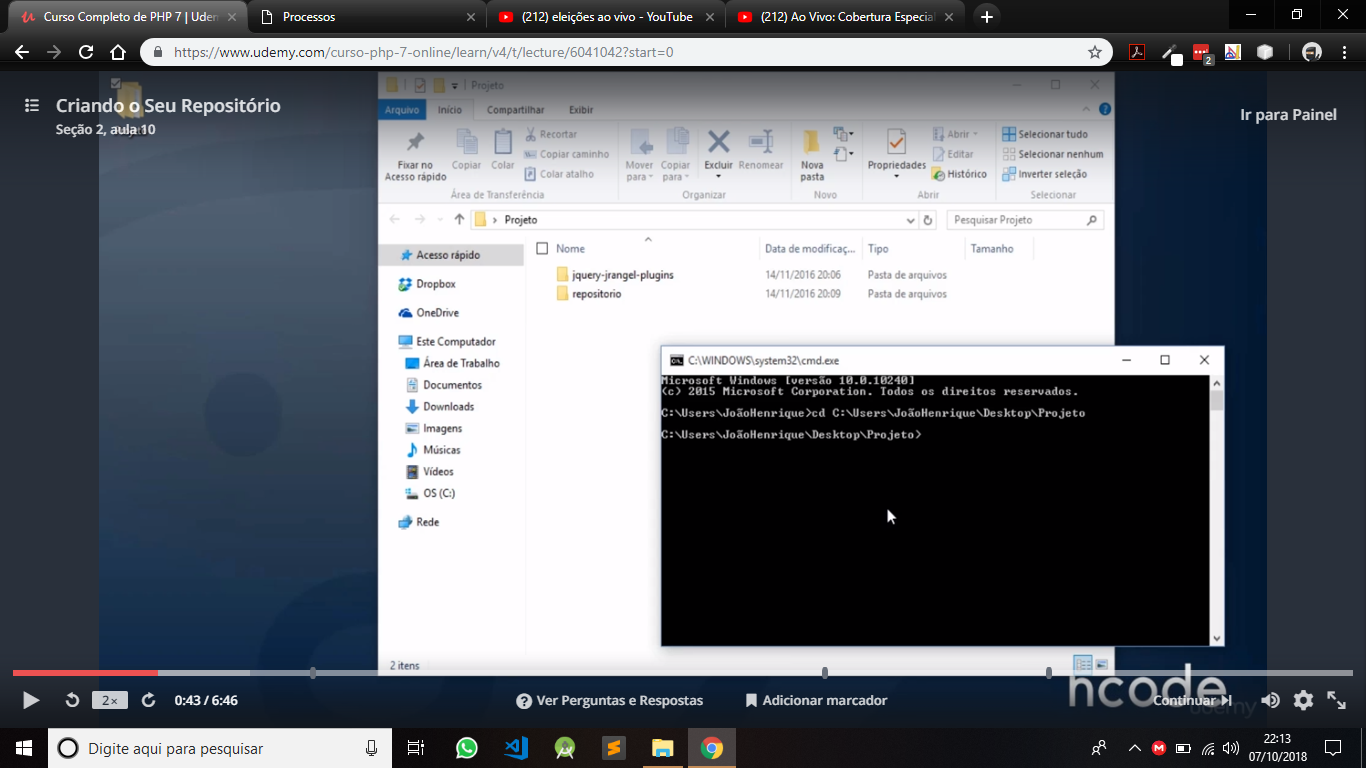 Curso Completo de PHP 7 | Uder
Processos
(212) eleições ao vivo - YouTube
(212) Ao Vivo: Cobertura Especial
https://www.udemy.com/curso-php-7-online/learn/v4/t/lecture/6041042?start=0
2
Criando o Seu Repositório
Seção 2, aula 10
Ir para Painel
Projeto
Arquivo Início Compartilhar Exibir
Fixar no
Acesso rápido
Copiar
Colar
Recortar
Copiar caminho
Colar atalho
Área de Transferência
Mover
para
Copiar
para
Excluir
Renomear
Organizar
Nova
pasta
Novo
Propriedades
Abrir
Editar
Histórico
Abrir
Selecionar tudo
Selecionar nenhum
Inverter seleção
Selecionar
Projeto
Pesquisar Projeto
Nome Data de modificaç... Tipo Tamanho
jquery-jrangel-plugins 14/11/2016 20:06 Pasta de arquivos
repositorio 14/11/2016 20:09 Pasta de arquivos
Acesso rápido
Dropbox
OneDrive
Este Computador
Área de Trabalho
Documentos
Downloads
Imagens
Músicas
Vídeos
OS (C:)
Rede
2 itens
C:\WINDOWS\system32\cmd.exe
Microsoft Windows [versão 10.0.10240]
(c) 2015 Microsoft Corporation. Todos os direitos reservados.
C:\Users\JoãoHenrique>cd C:\Users\JoãoHenrique\Desktop\Projeto
C:\Users\JoãoHenrique\Desktop\Projeto>
hcode
udemy
2×
0:43 / 6:46
Ver Perguntas e Respostas
Adicionar marcador
Continuar
Digite aqui para pesquisar
22:13
07/10/2018